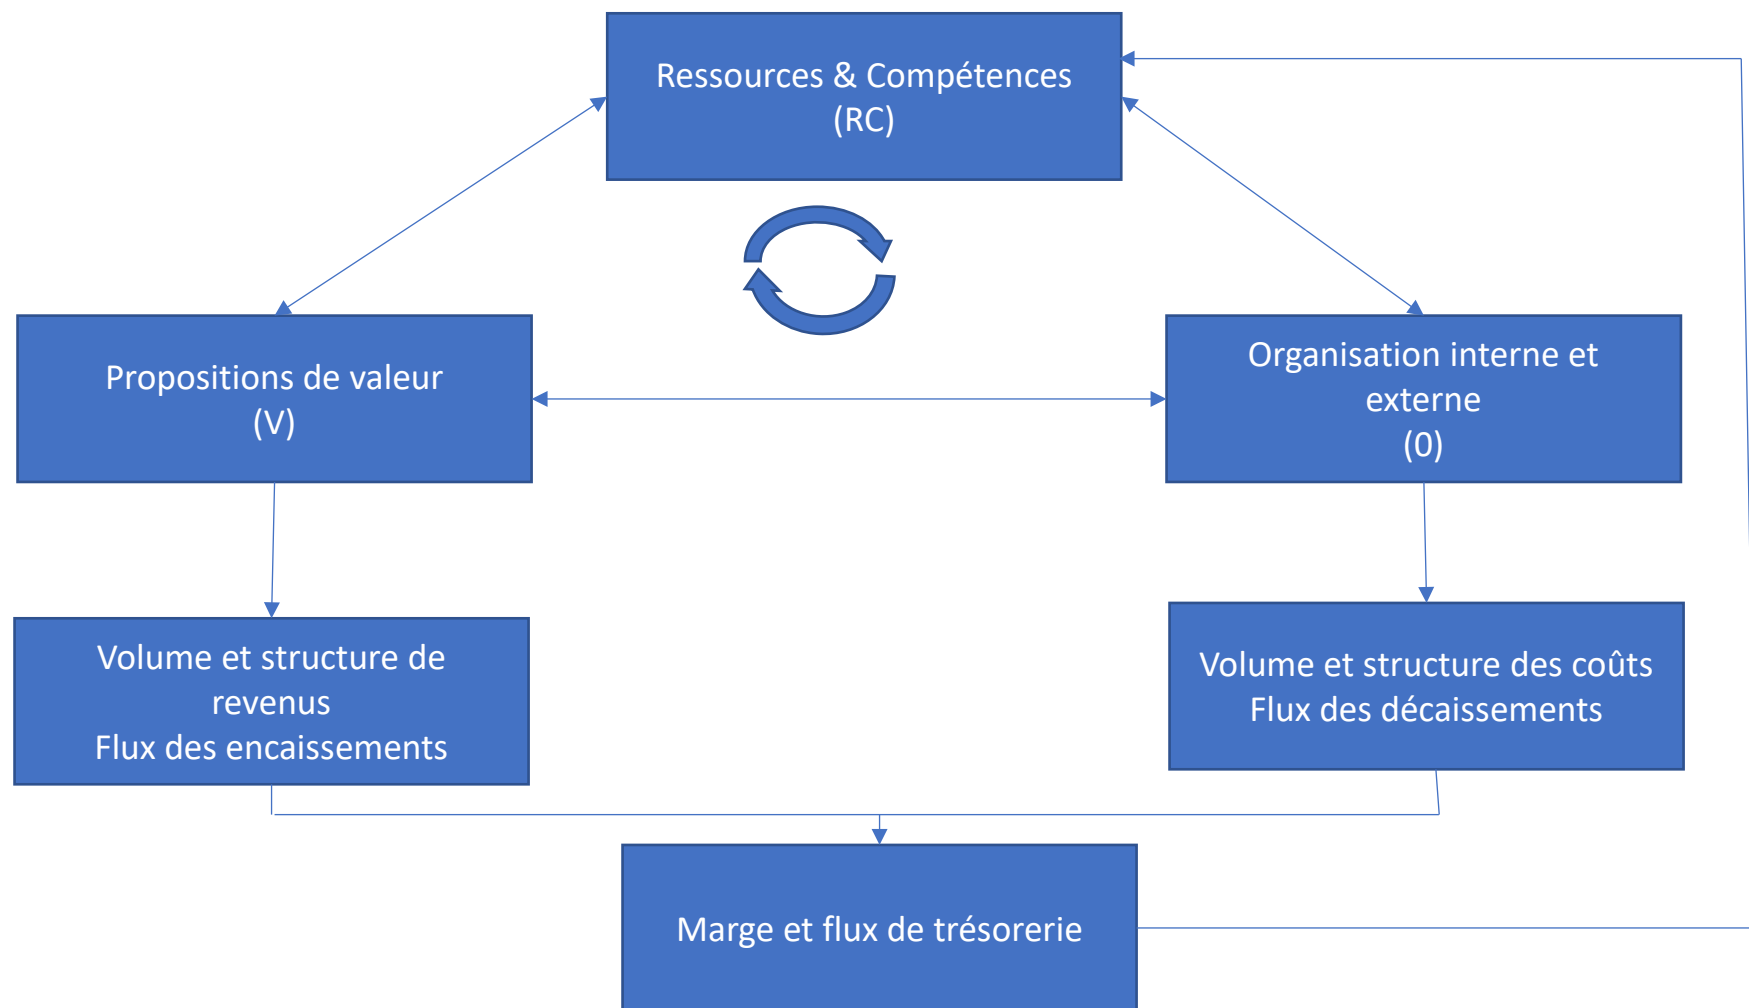 Ressources & Compétences
(RC)
Propositions de valeur
(V)
Organisation interne et
externe
(0)
Volume et structure de
revenus
Flux des encaissements
Volume et structure des coûts
Flux des décaissements
Marge et flux de trésorerie